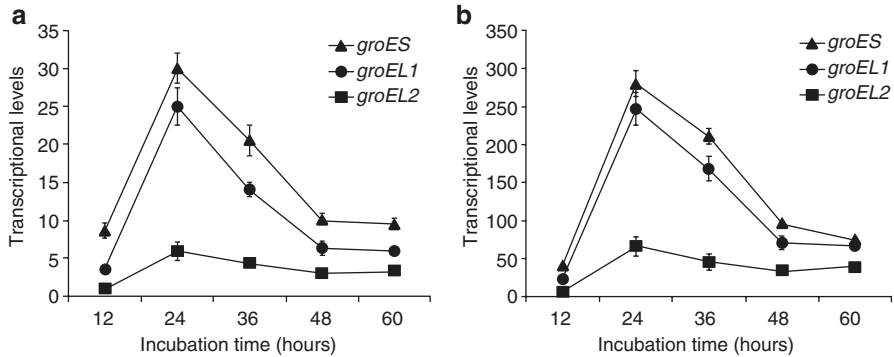 a
Transcriptional levels
35
30
25
20
15
10
5
0
groES
groEL1
groEL2
12 24 36 48 60
Incubation time (hours)
b
Transcriptional levels
350
300
250
200
150
100
50
0
groES
groEL1
groEL2
12 24 36 48 60
Incubation time (hours)